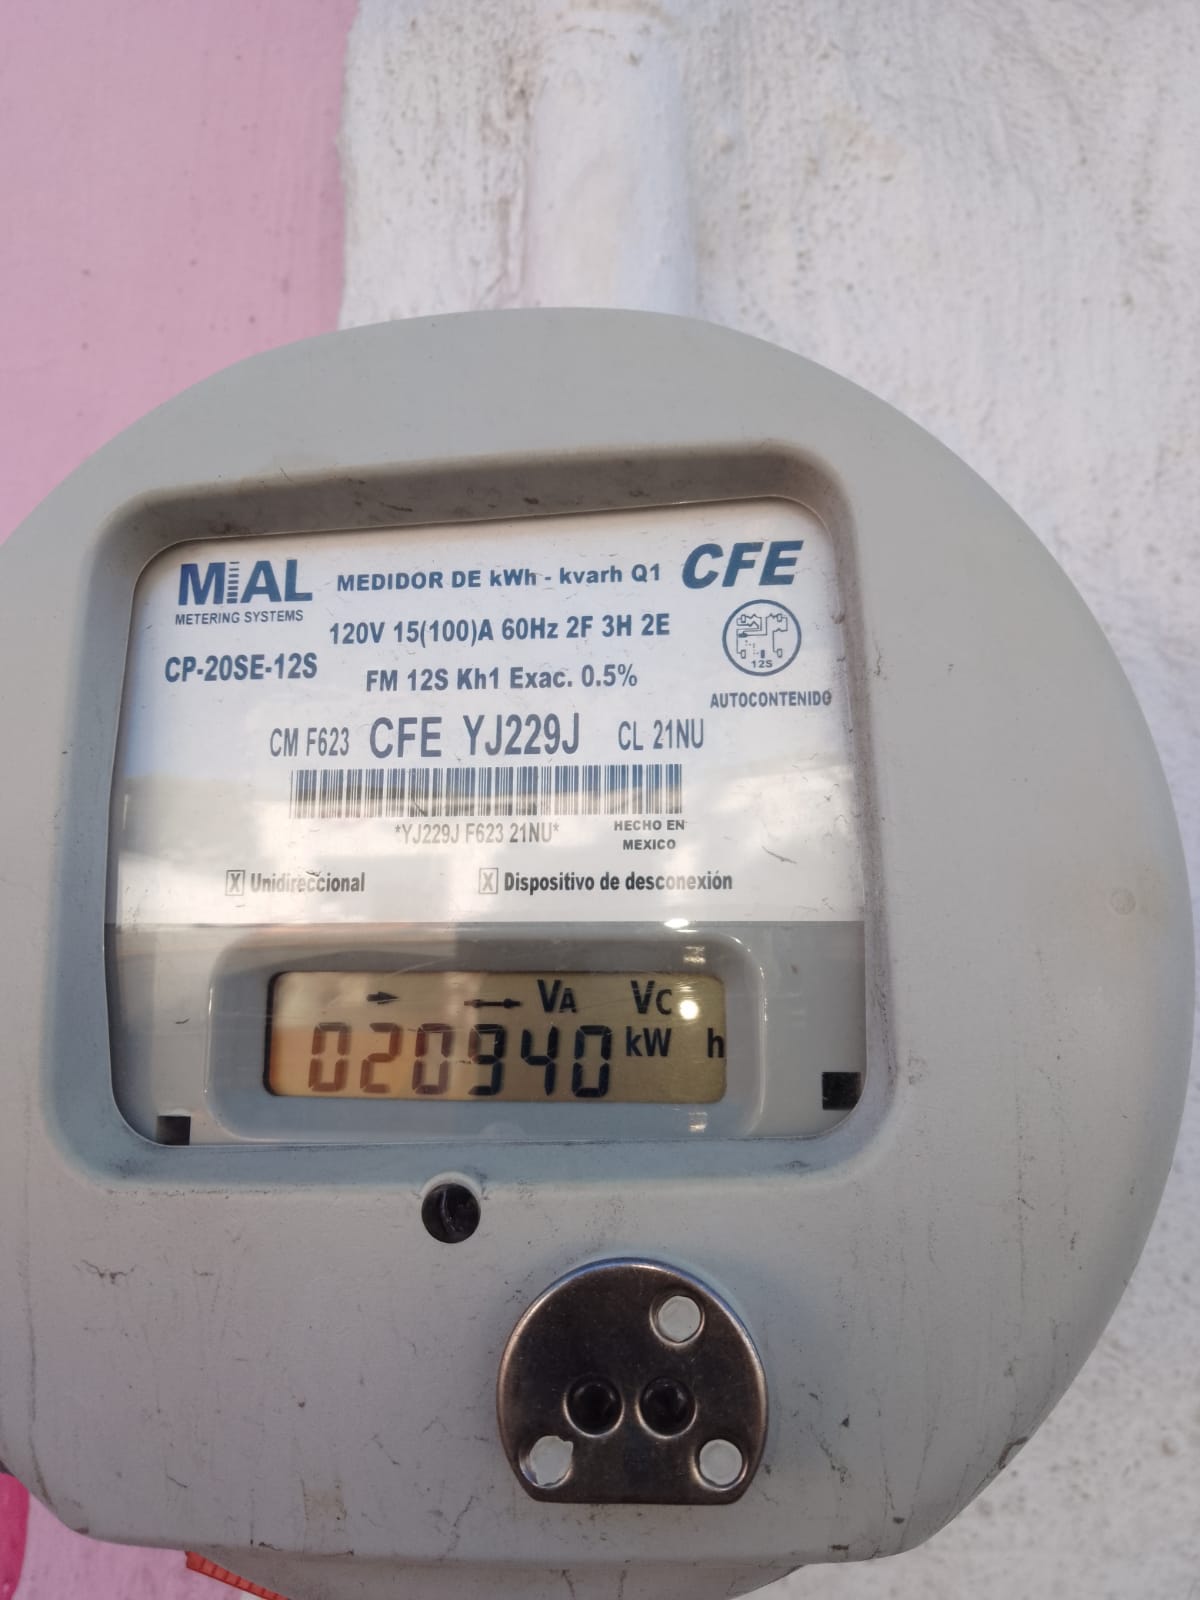 MIAL
METERING SYSTEMS
MEDIDOR DE kWh - kvarh Q1
CFE
120V 15(100)A 60Hz 2F 3H 2E
CP-20SE-12S
FM 12S Kh1 Exac. 0.5%
12S
AUTOCONTENIDO
CM F623 CFE YJ229J CL 21NU
*YJ229J F623 21NU*
HECHO EN
MEXICO
X Unidireccional
X Dispositivo de desconexión
VA VC
020940 kW h